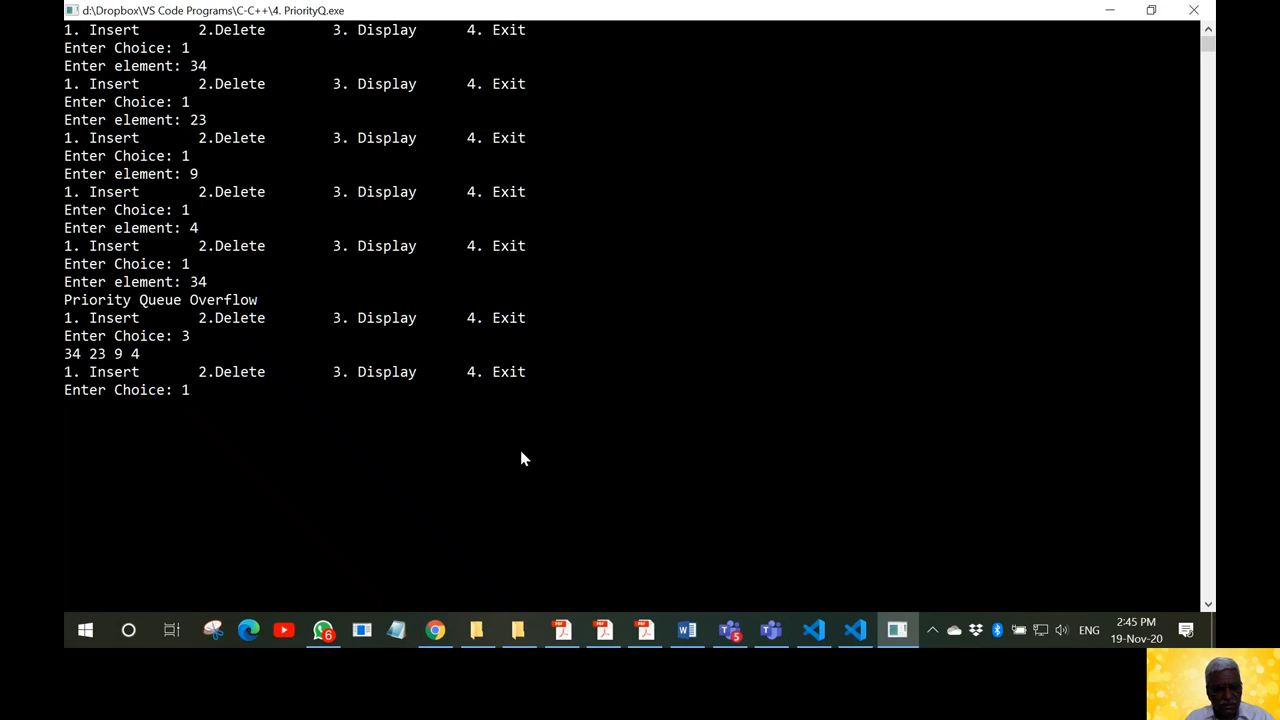 d:\Dropbox\VS Code Programs\C-C++\4. PriorityQ.exe
1. Insert 2.Delete 3. Display 4. Exit
Enter Choice: 1
Enter element: 34
1. Insert 2.Delete 3. Display 4. Exit
Enter Choice: 1
Enter element: 23
1. Insert 2.Delete 3. Display 4. Exit
Enter Choice: 1
Enter element: 9
1. Insert 2.Delete 3. Display 4. Exit
Enter Choice: 1
Enter element: 4
1. Insert 2.Delete 3. Display 4. Exit
Enter Choice: 1
Enter element: 34
Priority Queue Overflow
1. Insert 2.Delete 3. Display 4. Exit
Enter Choice: 3
34 23 9 4
1. Insert 2.Delete 3. Display 4. Exit
Enter Choice: 1
6
5
ENG
2:45 PM
19-Nov-20